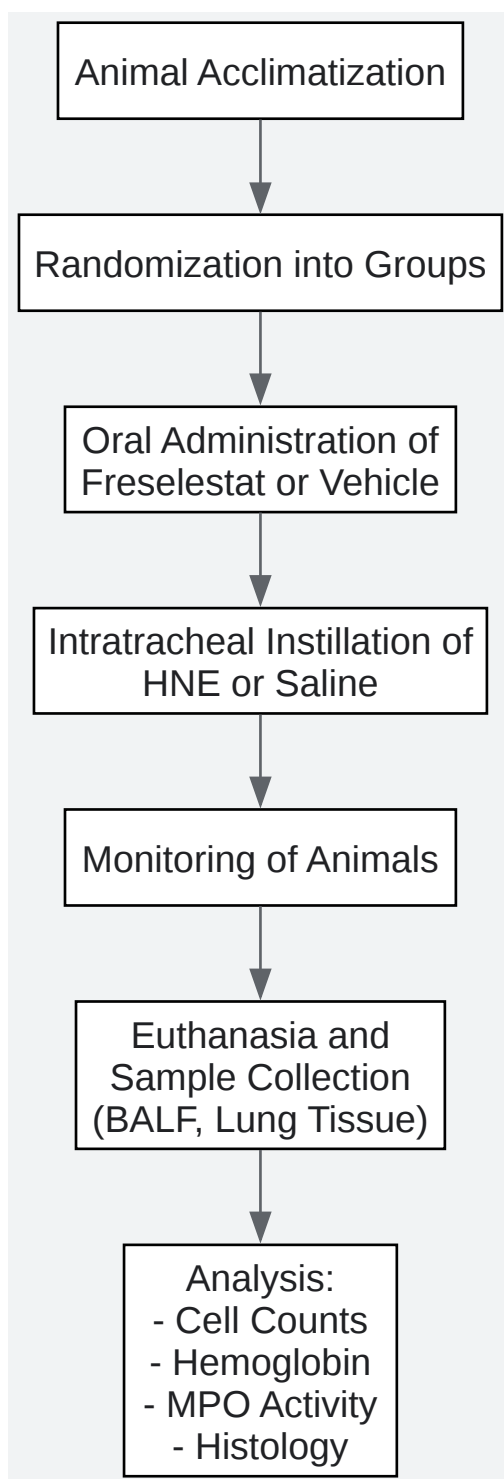 Animal Acclimatization
Randomization into Groups
Oral Administration of
Freselestat or Vehicle
Intratracheal Instillation of
HNE or Saline
Monitoring of Animals
Euthanasia and
Sample Collection
(BALF, Lung Tissue)
Analysis:
- Cell Counts
- Hemoglobin
- MPO Activity
- Histology